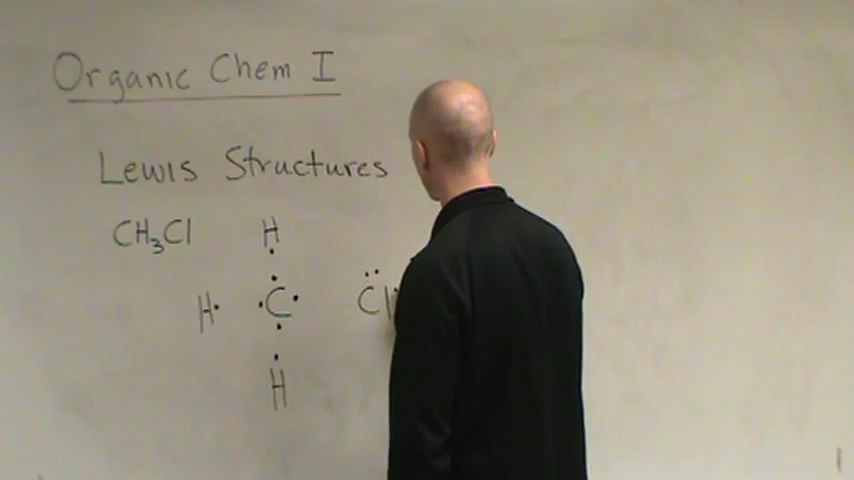 Organic Chem I
Lewis Structures
CH₃Cl H
H· ·C· Cl
H